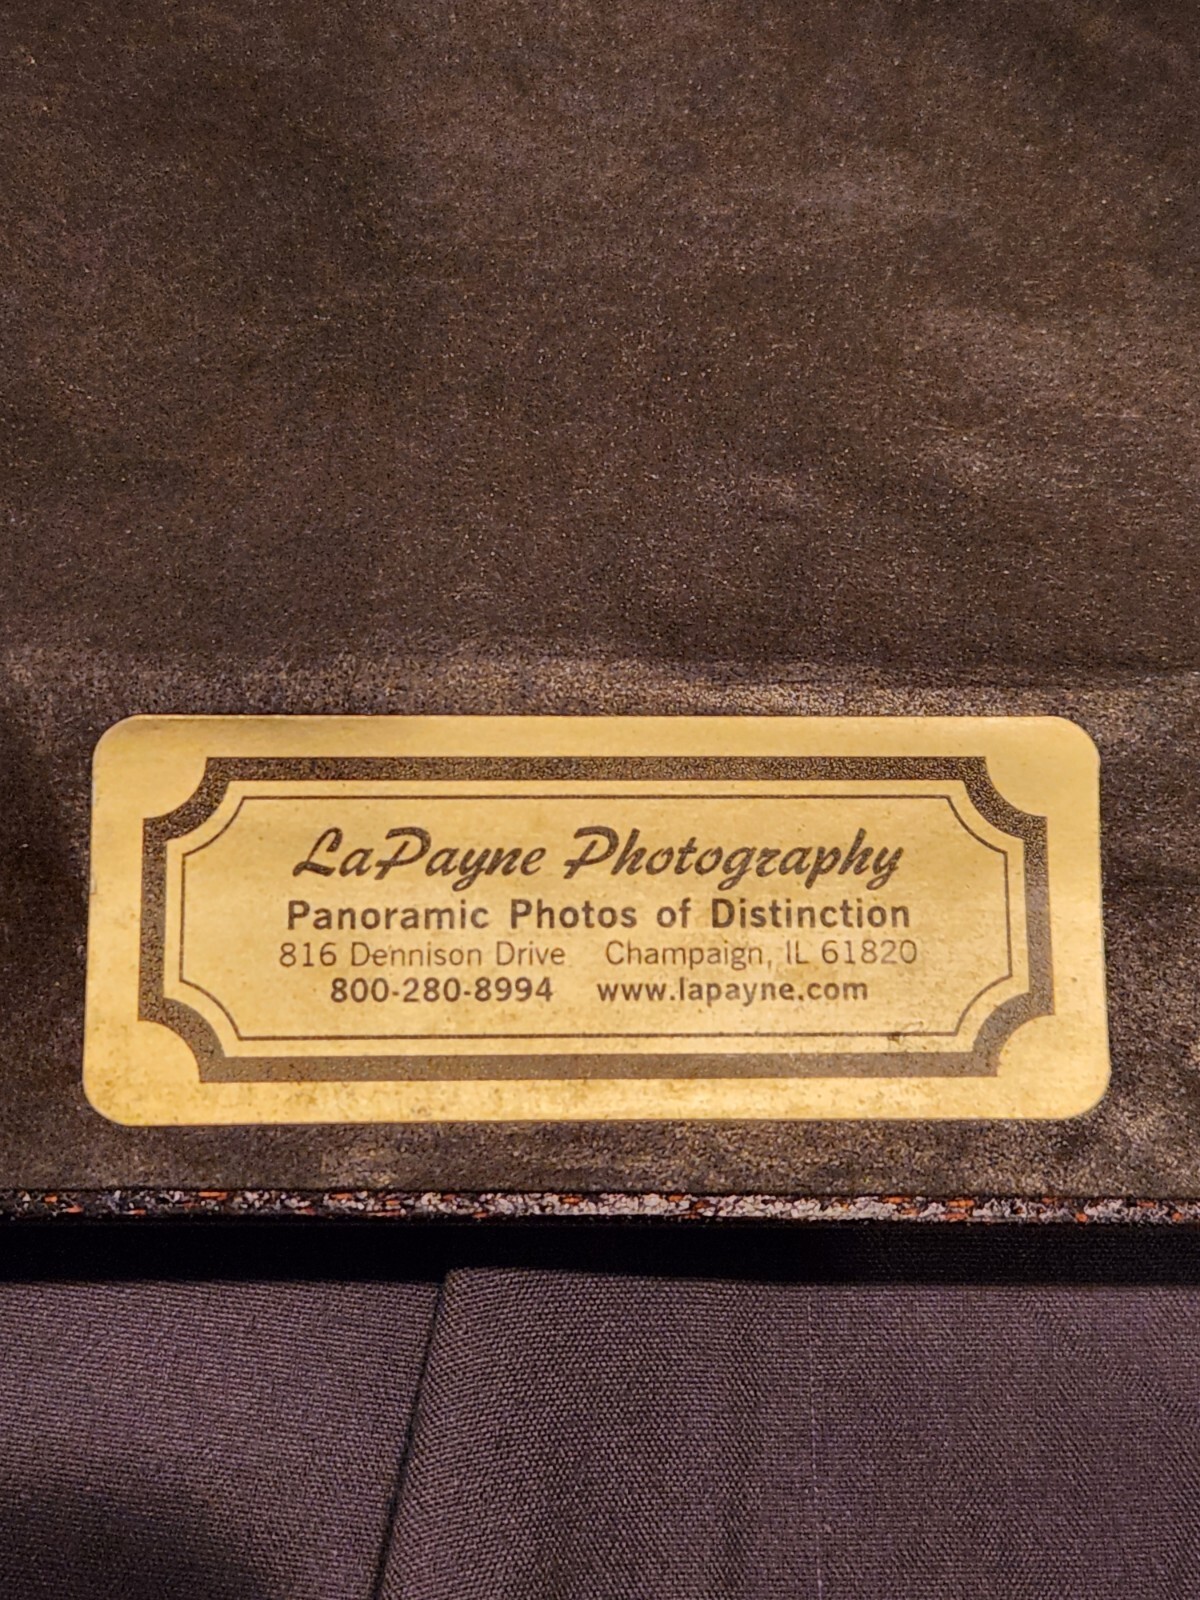 LaPayne Photography
Panoramic Photos of Distinction
816 Dennison Drive Champaign, IL 61820
800-280-8994 www.lapayne.com